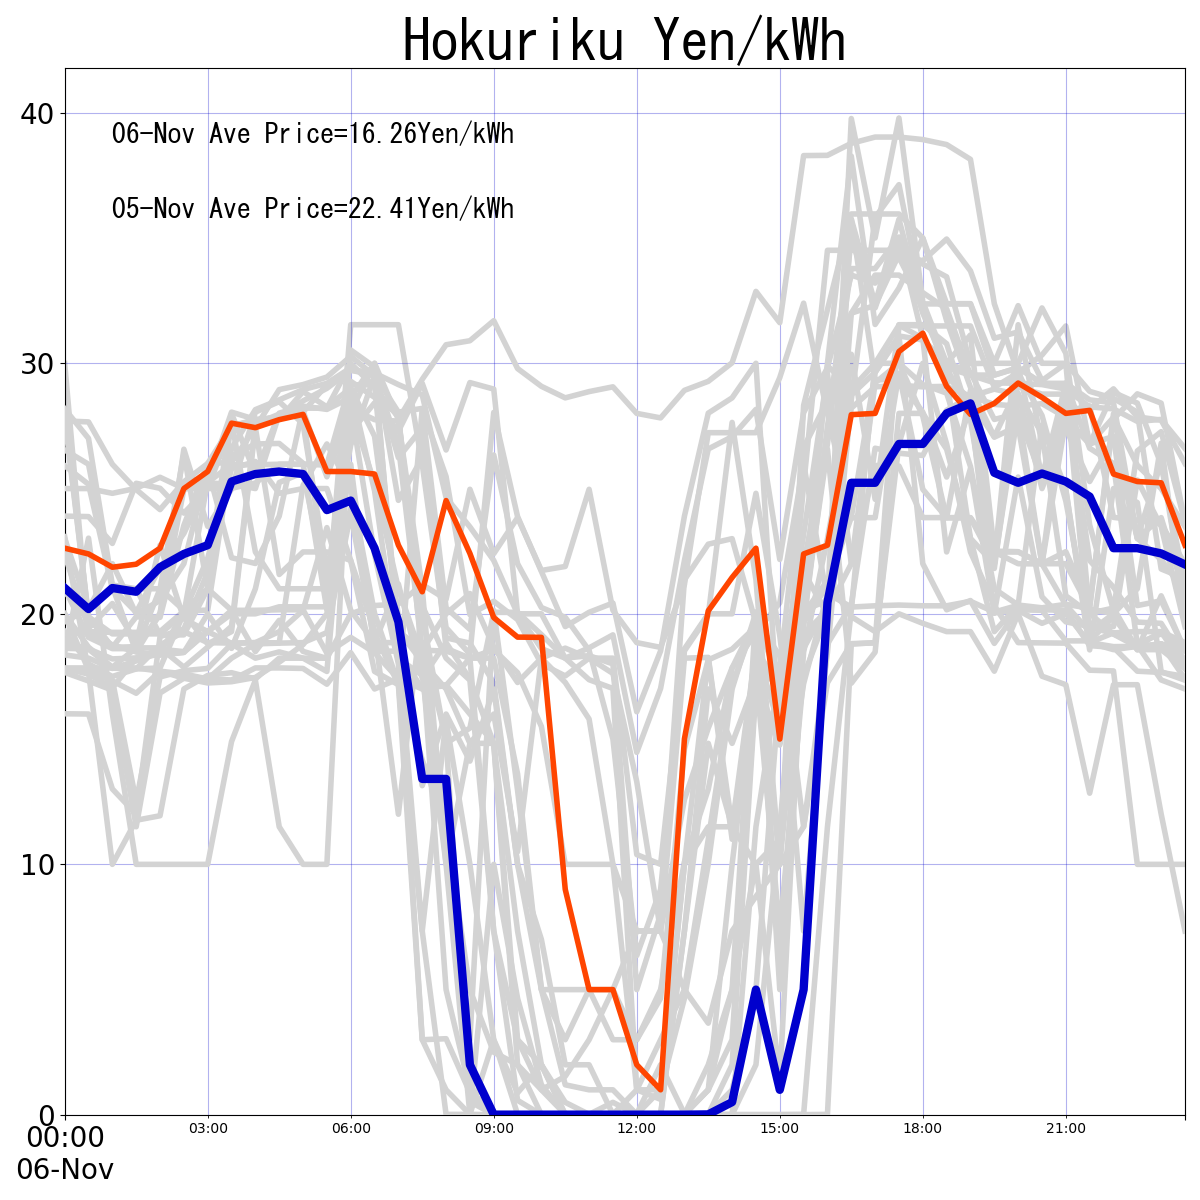 Hokuriku Yen/kWh
40
06-Nov Ave Price=16.26Yen/kWh
05-Nov Ave Price=22.41Yen/kWh
30
20
10
0
00:00 03:00 06:00 09:00 12:00 15:00 18:00 21:00
06-Nov